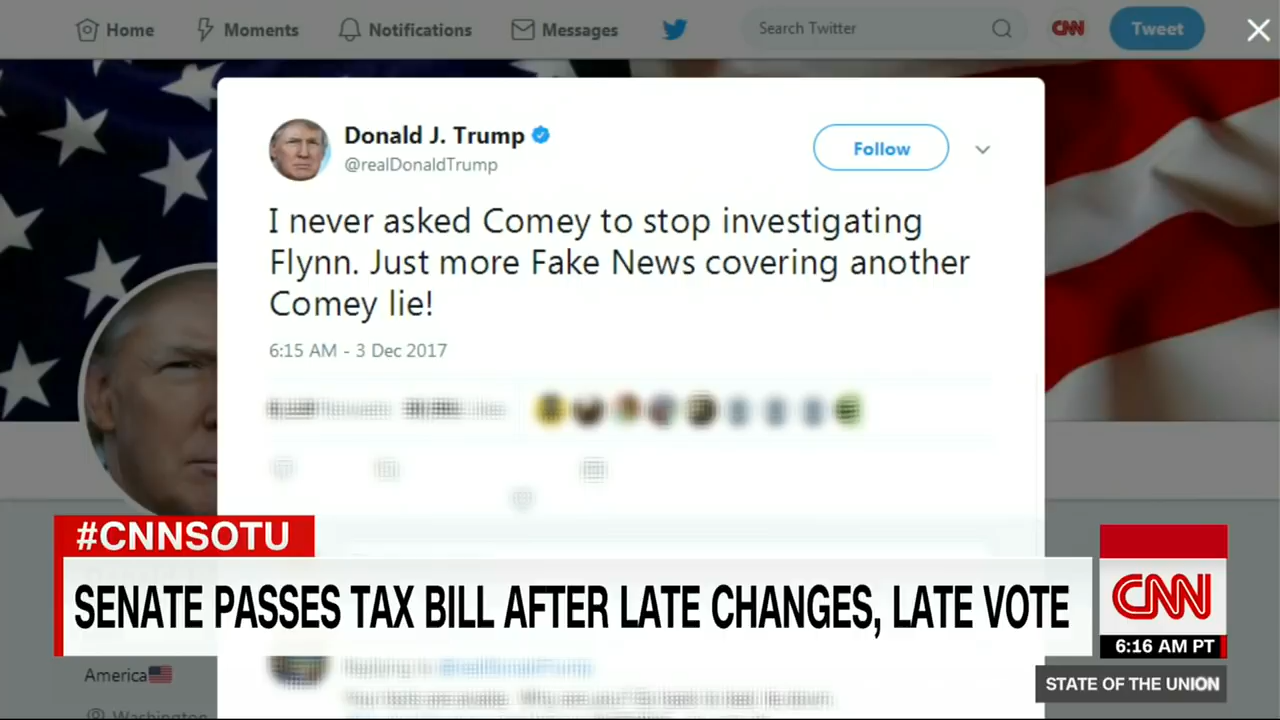 Home Moments Notifications Messages Search Twitter CNN Tweet
Donald J. Trump
@realDonaldTrump
Follow
I never asked Comey to stop investigating
Flynn. Just more Fake News covering another
Comey lie!
6:15 AM - 3 Dec 2017
#CNNSOTU
SENATE PASSES TAX BILL AFTER LATE CHANGES, LATE VOTE
CNN
6:16 AM PT
STATE OF THE UNION
America
Washington